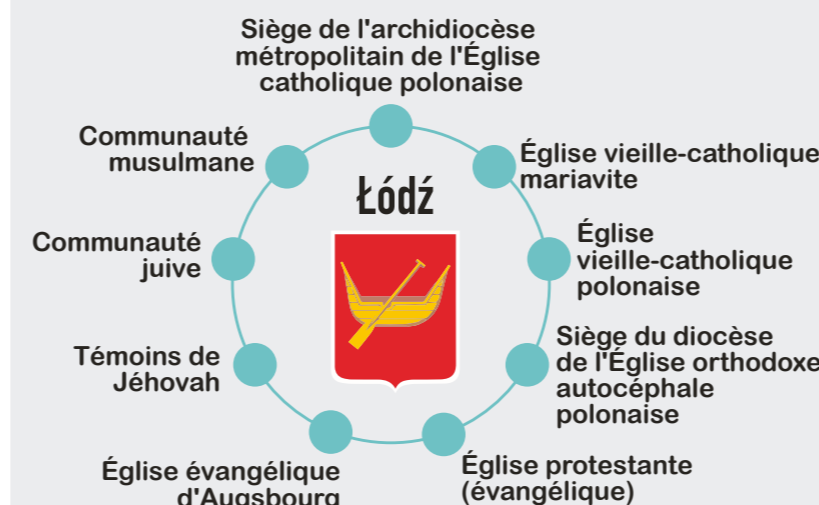 Siège de l'archidiocèse
métropolitain de l'Église
catholique polonaise
Communauté
musulmane
Église vieille-catholique
mariavite
Łódź
Communauté
juive
Église
vieille-catholique
polonaise
Témoins de
Jéhovah
Siège du diocèse
de l'Église orthodoxe
autocéphale
polonaise
Église évangélique
d'Augsbourg
Église protestante
(évangélique)